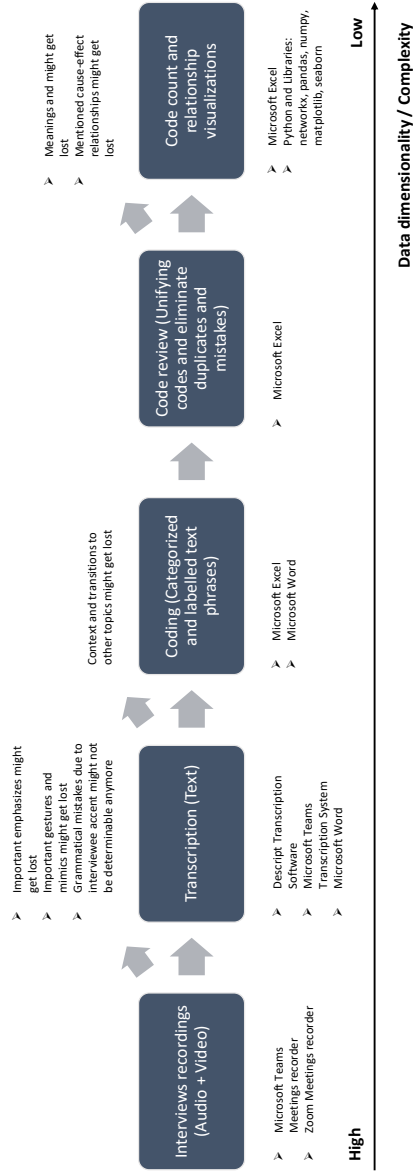 ➢ Important emphasizes might
get lost
➢ Important gestures and
mimics might get lost
➢ Grammatical mistakes due to
interviewee accent might not
be determinable anymore
Context and transitions to
other topics might get lost
➢ Meanings and might get
lost
➢ Mentioned cause-effect
relationships might get
lost
Interviews recordings
(Audio + Video)
Transcription (Text)
Coding (Categorized
and labelled text
phrases)
Code review (Unifying
codes and eliminate
duplicates and
mistakes)
Code count and
relationship
visualizations
➢ Microsoft Teams
Meetings recorder
➢ Zoom Meetings recorder
➢ Descript Transcription
Software
➢ Microsoft Teams
Transcription System
➢ Microsoft Word
➢ Microsoft Excel
➢ Microsoft Word
➢ Microsoft Excel
➢ Microsoft Excel
➢ Python and Libraries:
networkx, pandas, numpy,
matplotlib, seaborn
High
Low
Data dimensionality / Complexity